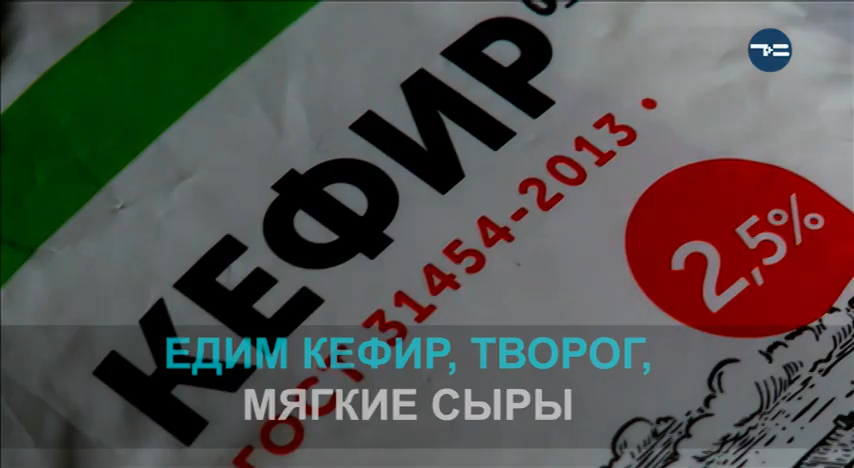 КЕФИР
ГОСТ 31454-2013
2,5%
ЕДИМ КЕФИР, ТВОРОГ,
МЯГКИЕ СЫРЫ